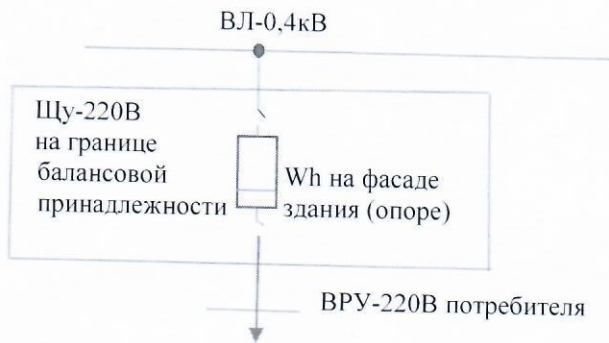 ВЛ-0,4кВ
Щу-220В
на границе
балансовой
принадлежности
Wh на фасаде
здания (опоре)
ВРУ-220В потребителя